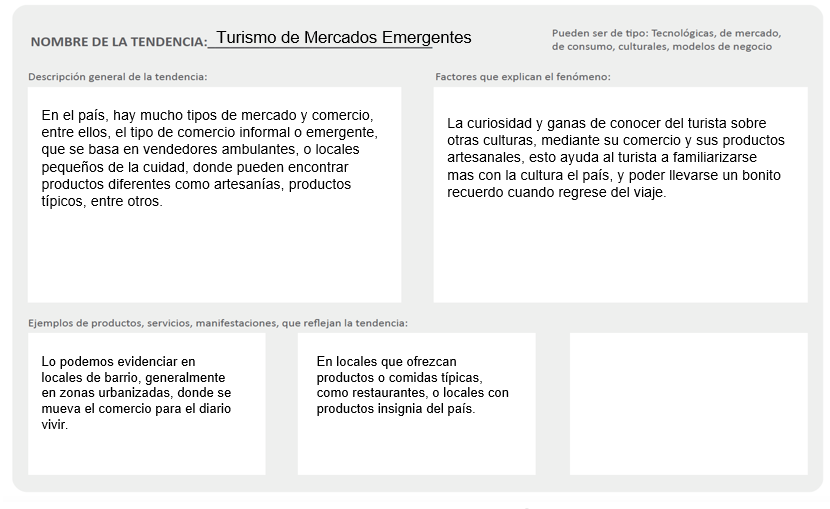 NOMBRE DE LA TENDENCIA: Turismo de Mercados Emergentes
Pueden ser de tipo: Tecnológicas, de mercado,
de consumo, culturales, modelos de negocio
Descripción general de la tendencia:
En el país, hay mucho tipos de mercado y comercio,
entre ellos, el tipo de comercio informal o emergente,
que se basa en vendedores ambulantes, o locales
pequeños de la cuidad, donde pueden encontrar
productos diferentes como artesanías, productos
típicos, entre otros.
Factores que explican el fenómeno:
La curiosidad y ganas de conocer del turista sobre
otras culturas, mediante su comercio y sus productos
artesanales, esto ayuda al turista a familiarizarse
mas con la cultura el país, y poder llevarse un bonito
recuerdo cuando regrese del viaje.
Ejemplos de productos, servicios, manifestaciones, que reflejan la tendencia:
Lo podemos evidenciar en
locales de barrio, generalmente
en zonas urbanizadas, donde se
mueva el comercio para el diario
vivir.
En locales que ofrezcan
productos o comidas típicas,
como restaurantes, o locales con
productos insignia del país.